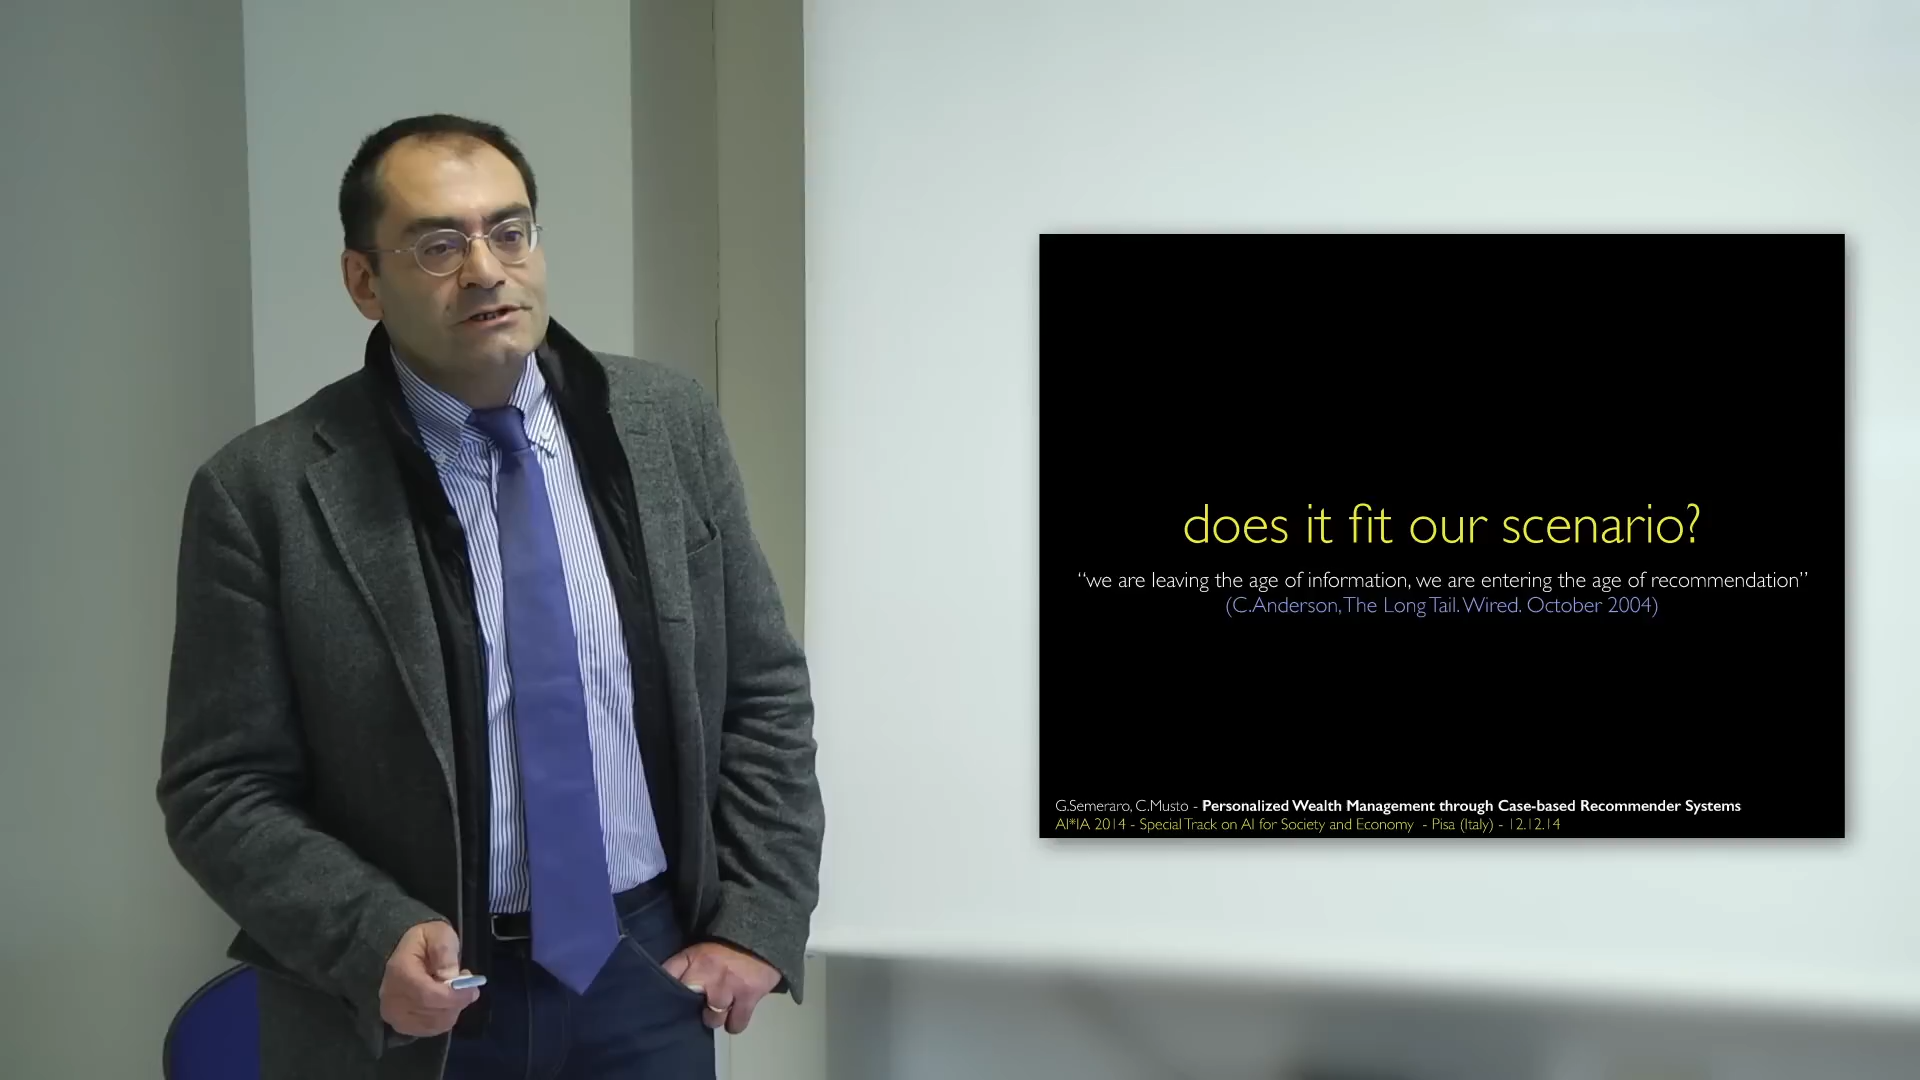 does it fit our scenario?
“we are leaving the age of information, we are entering the age of recommendation”
(C.Anderson, The Long Tail. Wired. October 2004)
G.Semeraro, C.Musto - Personalized Wealth Management through Case-based Recommender Systems
AI*IA 2014 - Special Track on AI for Society and Economy - Pisa (Italy) - 12.12.14